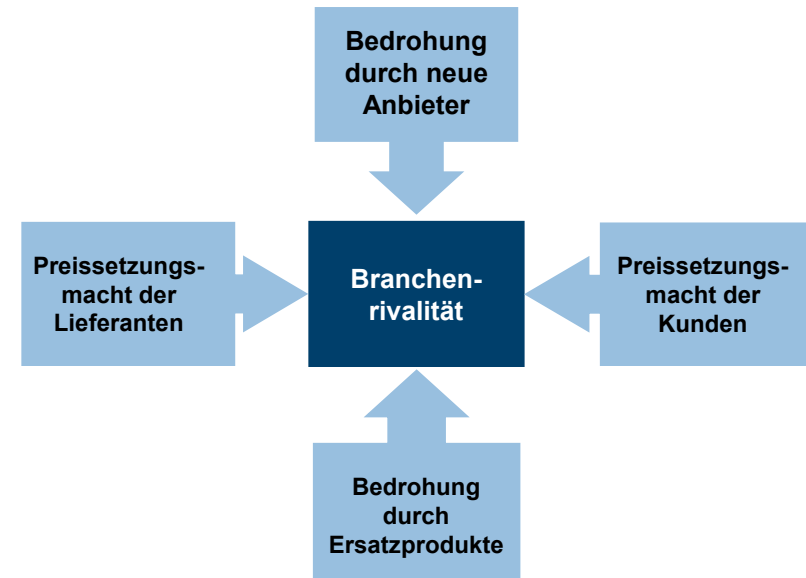 Bedrohung
durch neue
Anbieter
Preissetzungs-
macht der
Lieferanten
Branchen-
rivalität
Preissetzungs-
macht der
Kunden
Bedrohung
durch
Ersatzprodukte